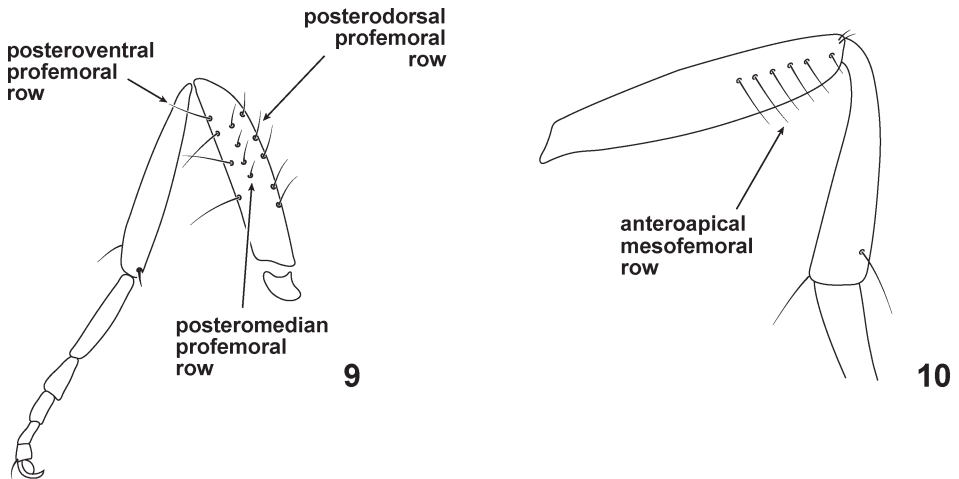 posterodorsal
profemoral
row
posteroventral
profemoral
row
posteromedian
profemoral
row
9
anteroapical
mesofemoral
row
10